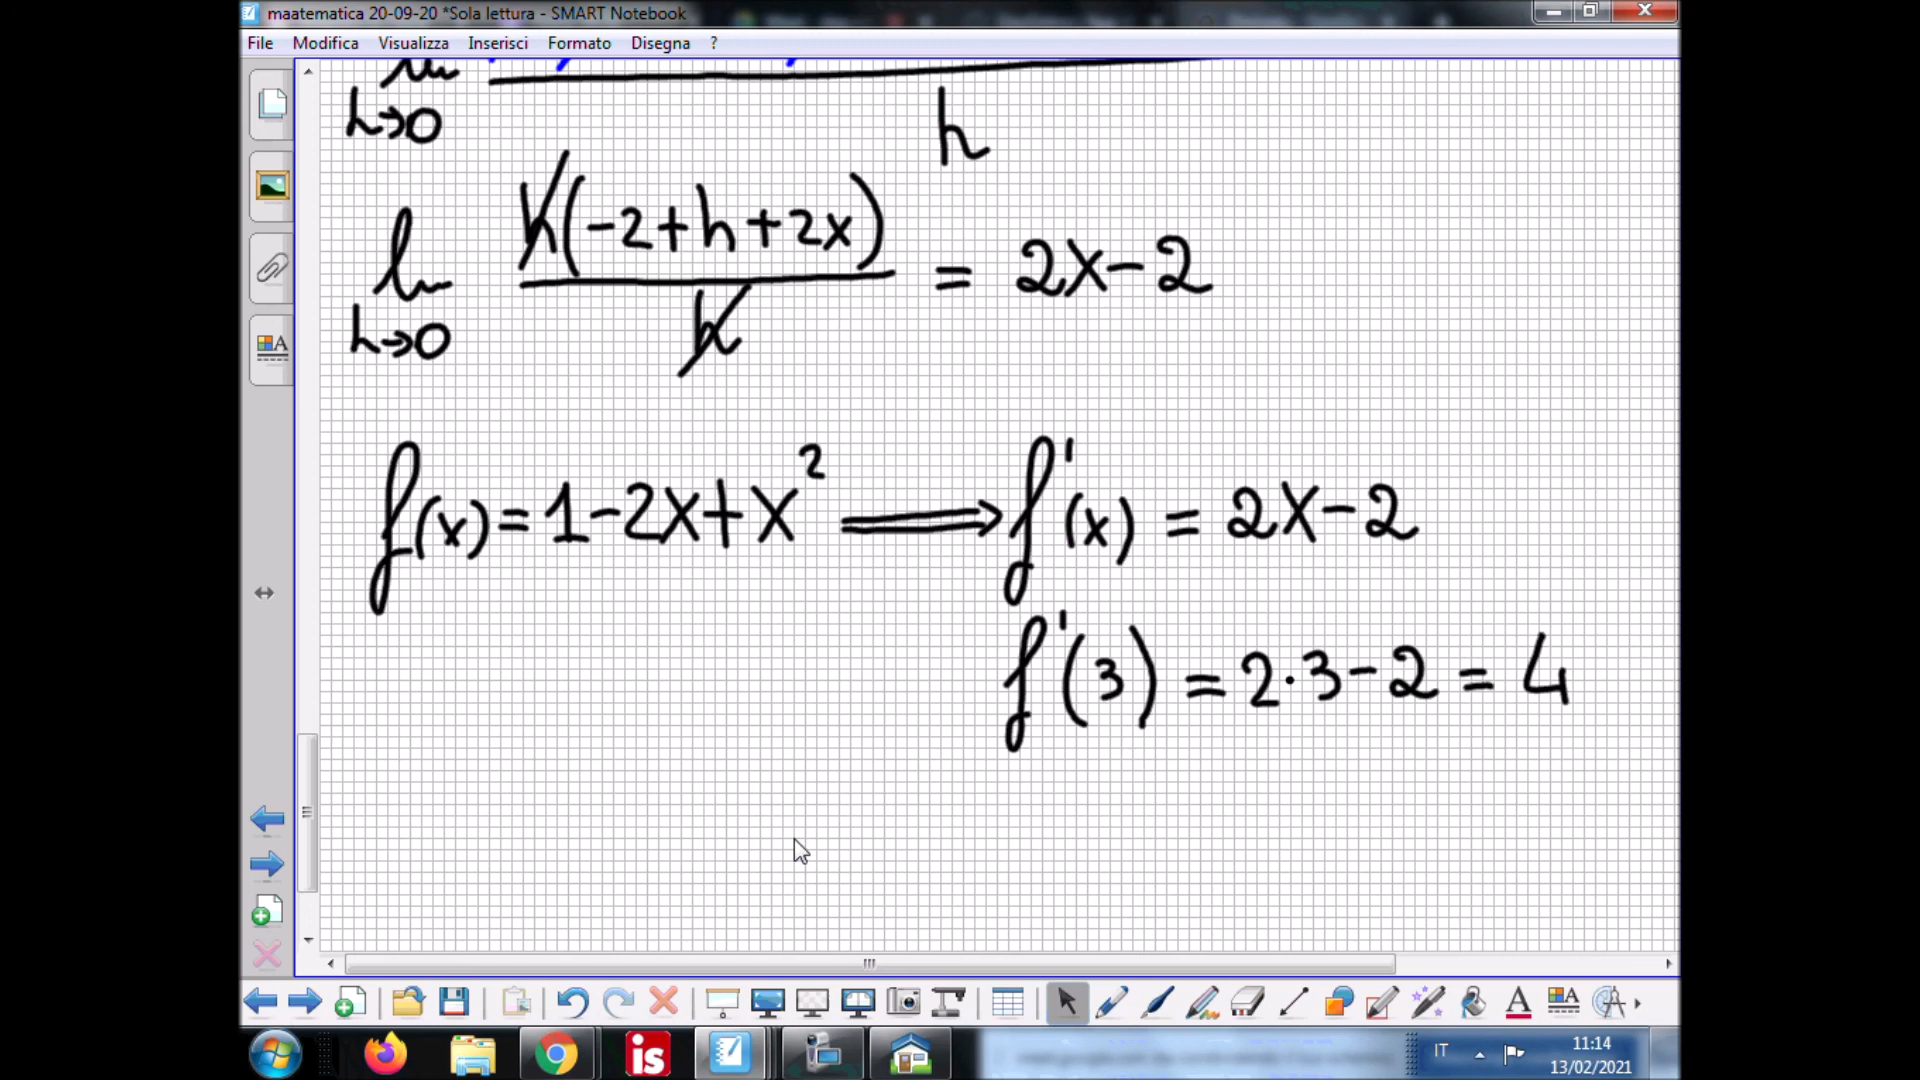 maatematica 20-09-20 *Sola lettura - SMART Notebook
File Modifica Visualizza Inserisci Formato Disegna ?
h→0
h
h(-2+h+2x)
lim = 2x-2
h→0
h
f(x)=1-2x+x² ⟹ f'(x) = 2x-2
f'(3) = 2·3-2 = 4
is
IT
11:14
13/02/2021